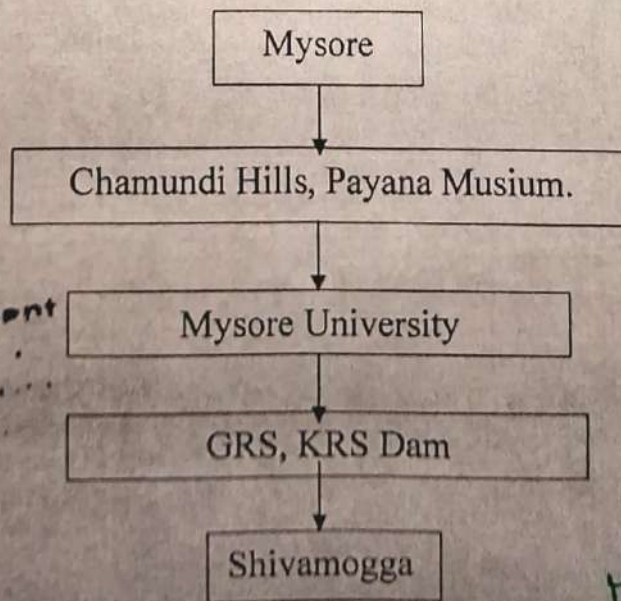 Mysore
Chamundi Hills, Payana Musium.
Mysore University
GRS, KRS Dam
Shivamogga